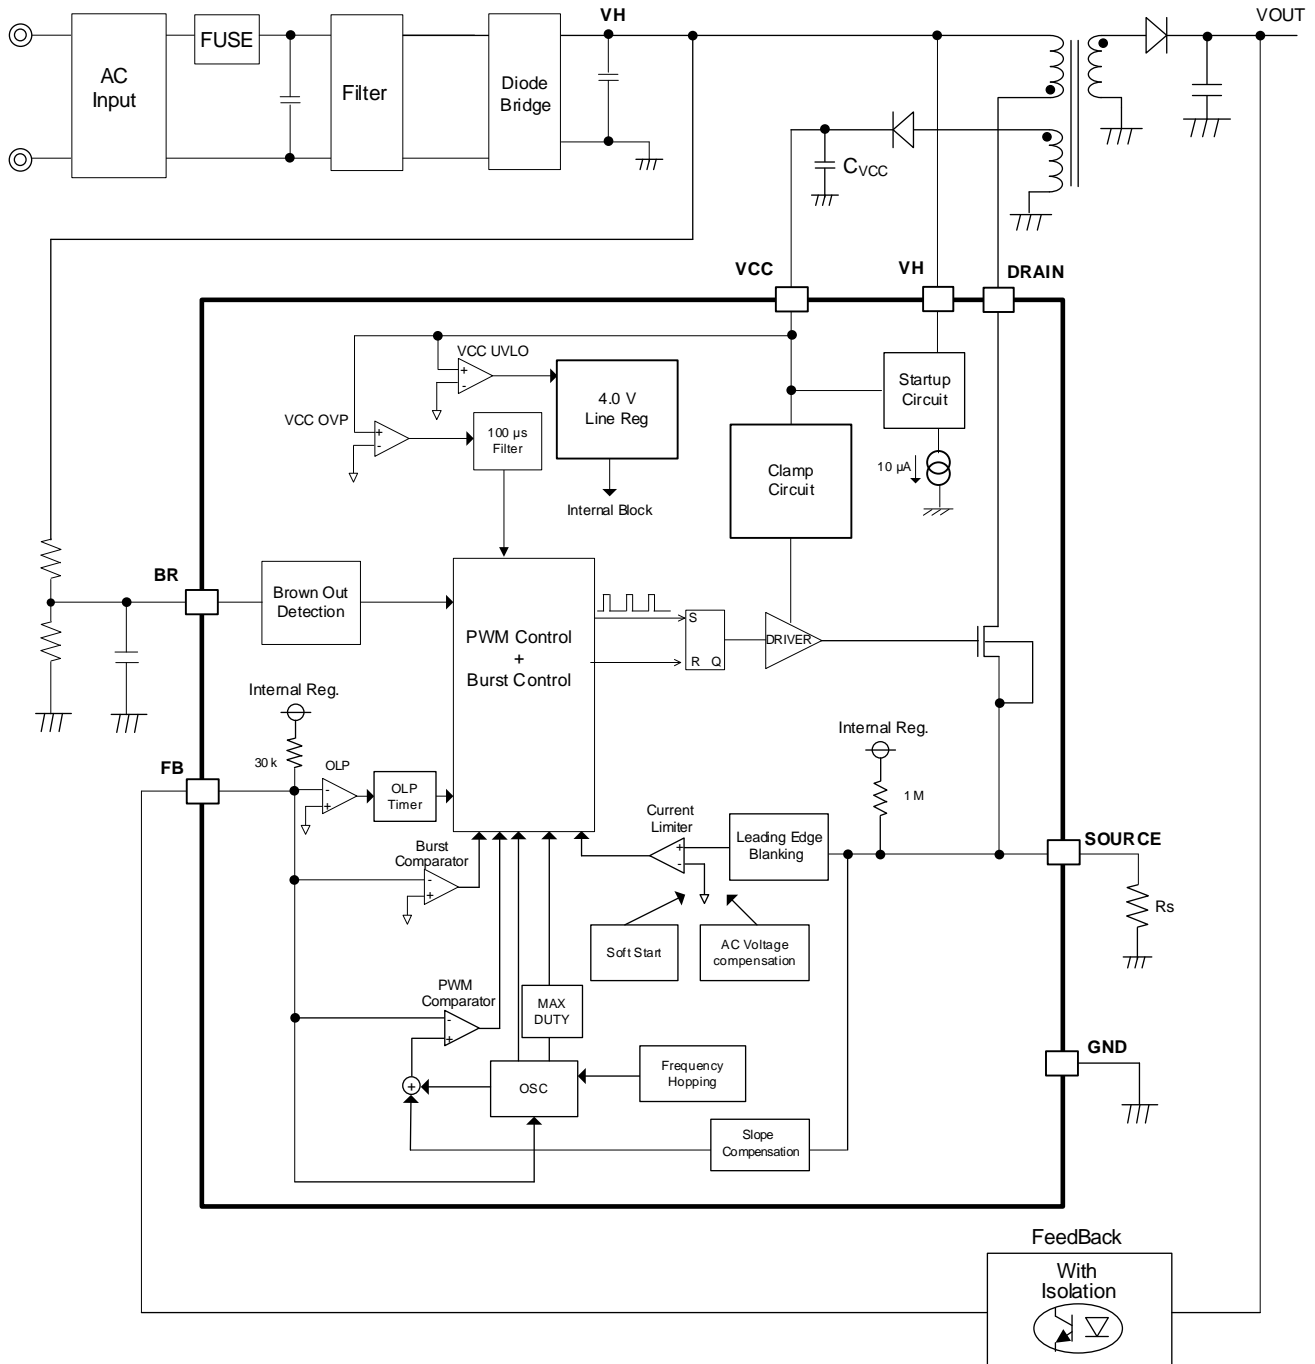 VH
VOUT
FUSE
AC
Input
Filter
Diode
Bridge
CVCC
VCC
VH
DRAIN
VCC UVLO
+
-
4.0 V
Line Reg
Startup
Circuit
VCC OVP
+
-
100 µs
Filter
10 µA
Clamp
Circuit
Internal Block
BR
Brown Out
Detection
PWM Control
+
Burst Control
S
R Q
DRIVER
Internal Reg.
30 k
Internal Reg.
1 M
FB
OLP
-
+
OLP
Timer
Current
Limiter
+
-
Leading Edge
Blanking
SOURCE
Burst
Comparator
-
+
Rs
Soft Start
AC Voltage
compensation
PWM
Comparator
-
+
MAX
DUTY
GND
+
OSC
Frequency
Hopping
Slope
Compensation
FeedBack
With
Isolation